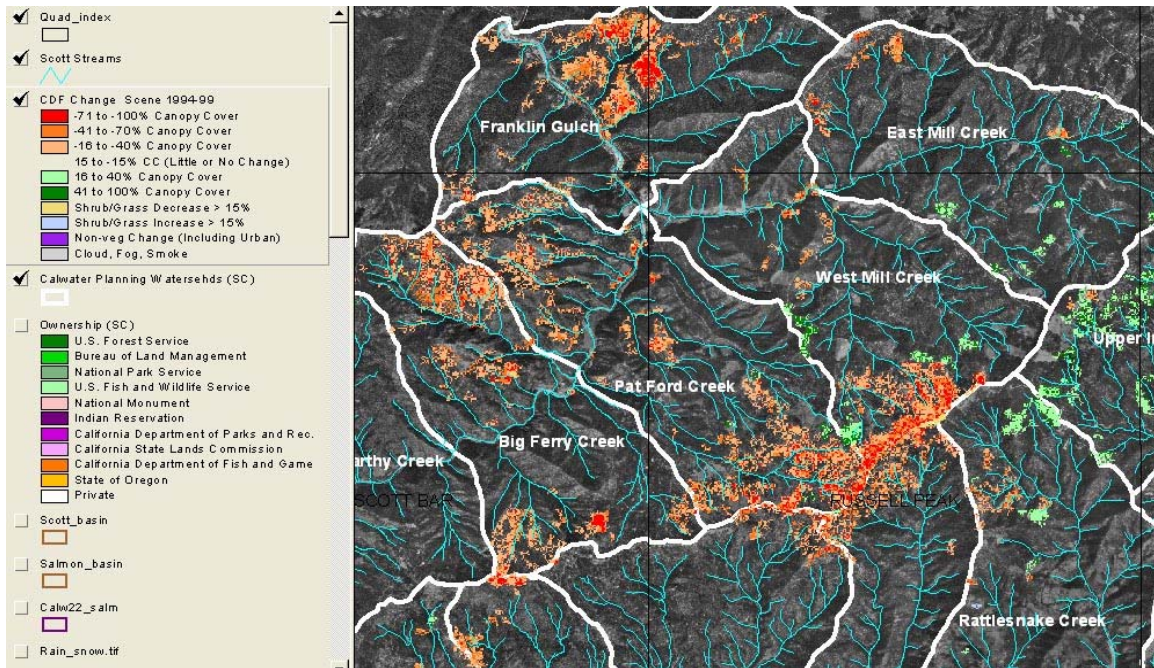 Quad_index
Scott Streams
CDF Change Scene 1994-99
-71 to -100% Canopy Cover
-41 to -70% Canopy Cover
-16 to -40% Canopy Cover
15 to -15% CC (Little or No Change)
16 to 40% Canopy Cover
41 to 100% Canopy Cover
Shrub/Grass Decrease > 15%
Shrub/Grass Increase > 15%
Non-veg Change (Including Urban)
Cloud, Fog, Smoke
Calwater Planning Watersehds (SC)
Ownership (SC)
U.S. Forest Service
Bureau of Land Management
National Park Service
U.S. Fish and Wildlife Service
National Monument
Indian Reservation
California Department of Parks and Rec.
California State Lands Commission
California Department of Fish and Game
State of Oregon
Private
Scott_basin
Salmon_basin
Calw22_salm
Rain_snow.tif
Franklin Gulch
East Mill Creek
West Mill Creek
Upper In
Pat Ford Creek
Big Ferry Creek
arthy Creek
SCOTT BAR
RUSSELL PEAK
Rattlesnake Creek